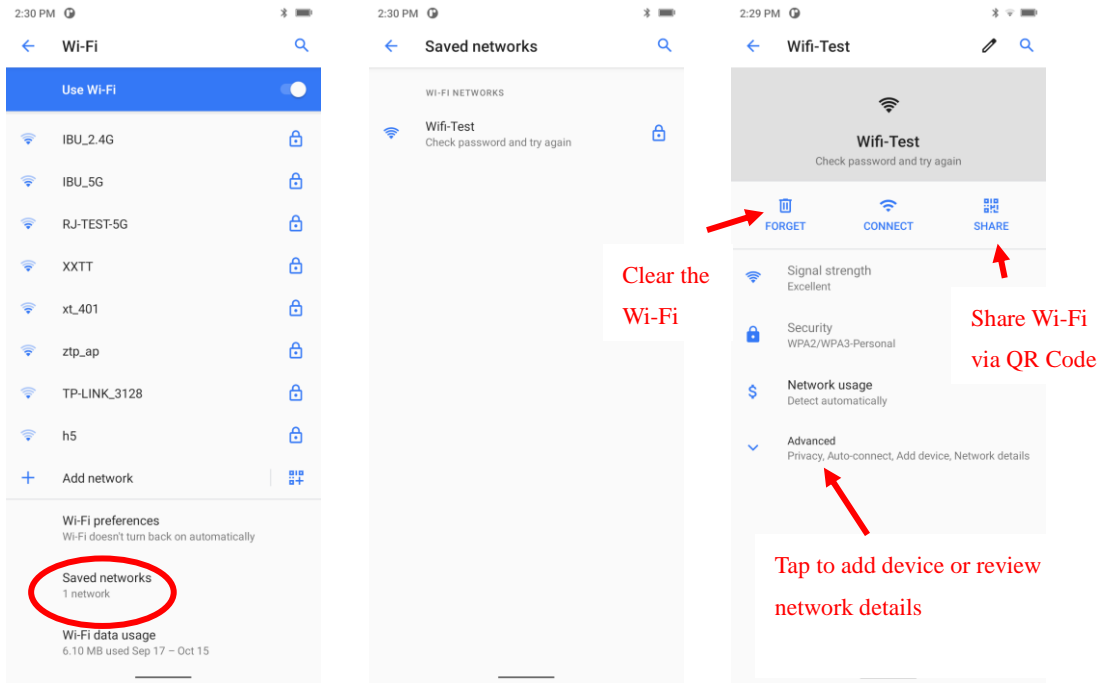 2:30 PM
Wi-Fi
Use Wi-Fi
IBU_2.4G
IBU_5G
RJ-TEST-5G
XXTT
xt_401
ztp_ap
TP-LINK_3128
h5
Add network
Wi-Fi preferences
Wi-Fi doesn't turn back on automatically
Saved networks
1 network
Wi-Fi data usage
6.10 MB used Sep 17 – Oct 15
2:30 PM
Saved networks
WI-FI NETWORKS
Wifi-Test
Check password and try again
2:29 PM
Wifi-Test
Wifi-Test
Check password and try again
FORGET
CONNECT
SHARE
Clear the
Wi-Fi
Signal strength
Excellent
Share Wi-Fi
via QR Code
Security
WPA2/WPA3-Personal
Network usage
Detect automatically
Advanced
Privacy, Auto-connect, Add device, Network details
Tap to add device or review
network details